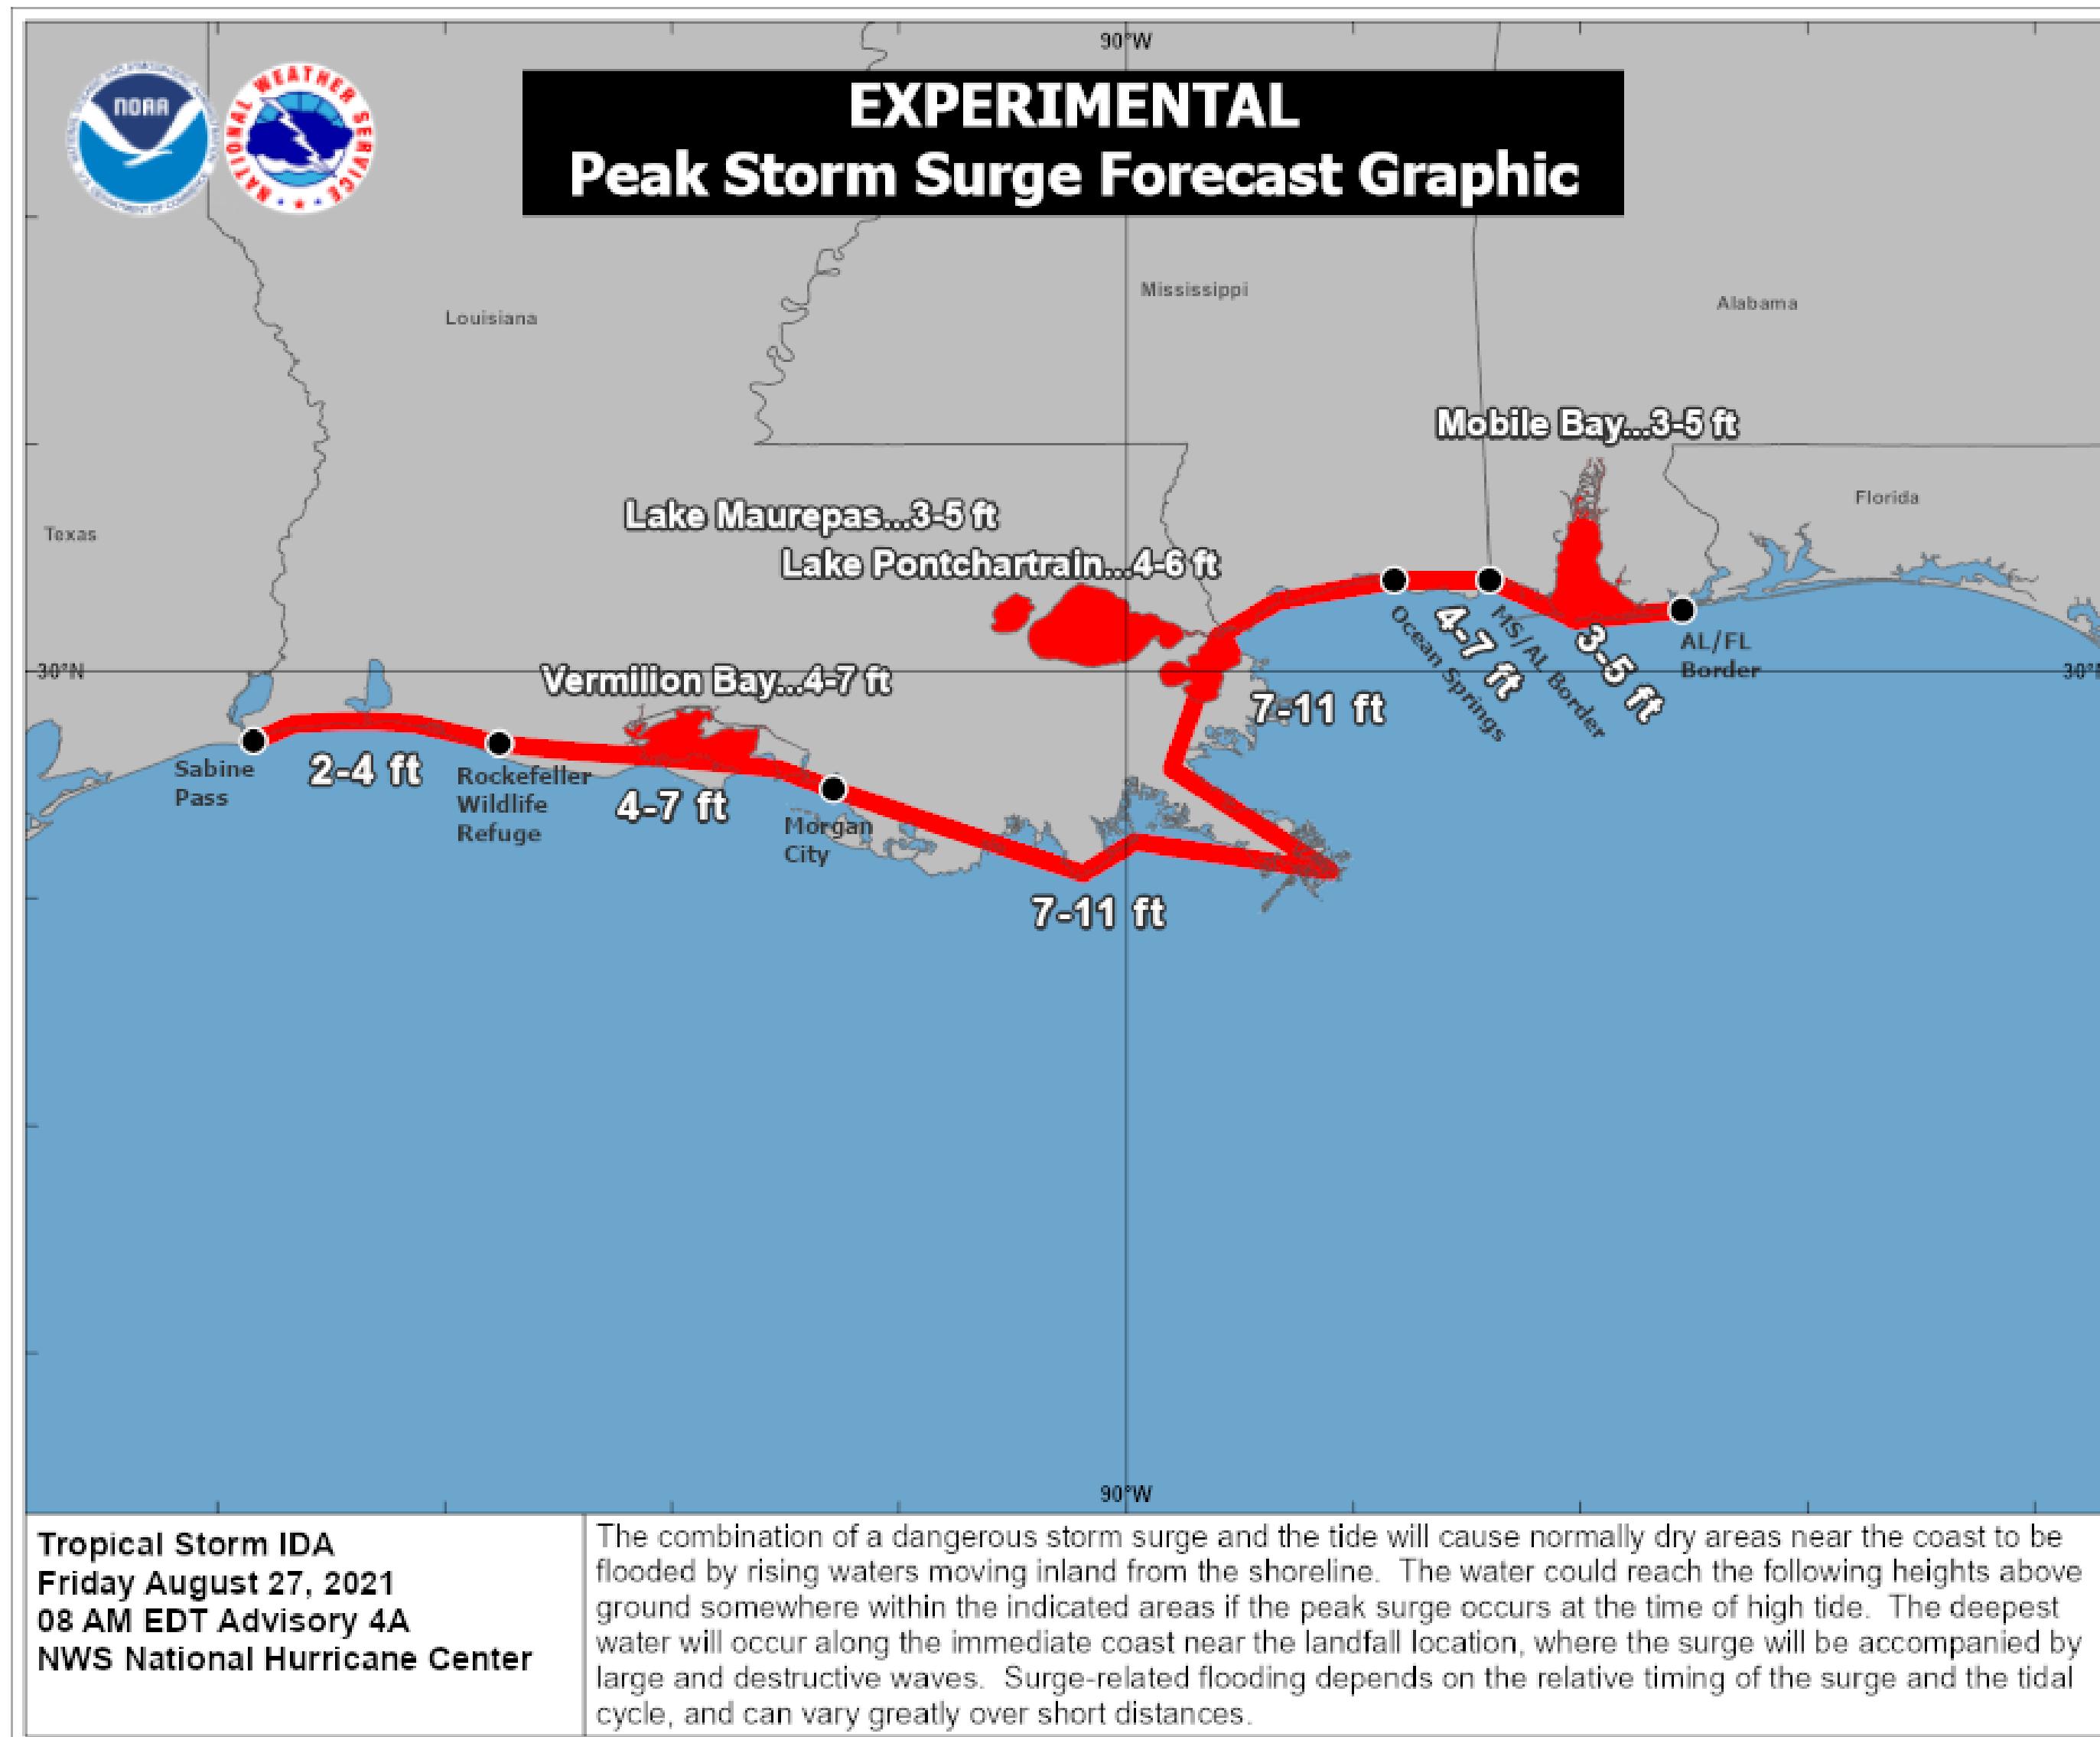 90°W
NOAA
NATIONAL WEATHER SERVICE
EXPERIMENTAL
Peak Storm Surge Forecast Graphic
Mississippi
Alabama
Louisiana
Mobile Bay...3-5 ft
Florida
Lake Maurepas...3-5 ft
Texas
Lake Pontchartrain...4-6 ft
Ocean Springs
4-7 ft
MS/AL Border
3-5 ft
AL/FL
Border
30°N
30°N
Vermilion Bay...4-7 ft
7-11 ft
Sabine
Pass
2-4 ft
Rockefeller
Wildlife
Refuge
4-7 ft
Morgan
City
7-11 ft
90°W
Tropical Storm IDA
Friday August 27, 2021
08 AM EDT Advisory 4A
NWS National Hurricane Center
The combination of a dangerous storm surge and the tide will cause normally dry areas near the coast to be
flooded by rising waters moving inland from the shoreline.  The water could reach the following heights above
ground somewhere within the indicated areas if the peak surge occurs at the time of high tide.  The deepest
water will occur along the immediate coast near the landfall location, where the surge will be accompanied by
large and destructive waves.  Surge-related flooding depends on the relative timing of the surge and the tidal
cycle, and can vary greatly over short distances.